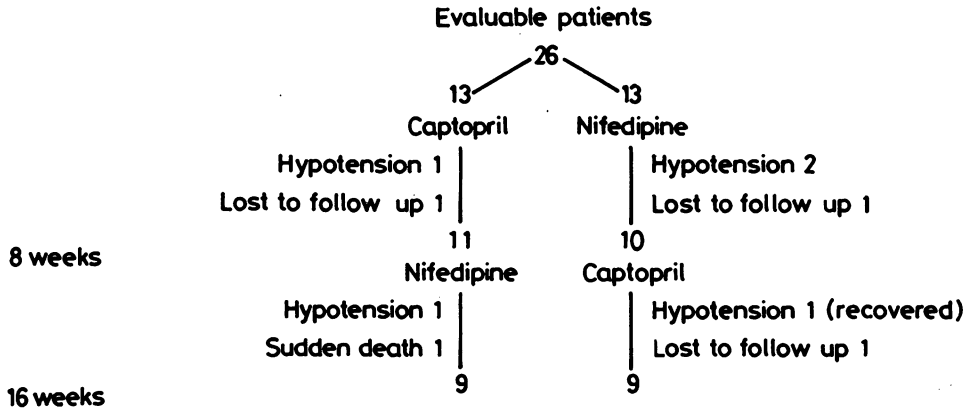 Evaluable patients
26
13 13
Captopril Nifedipine
Hypotension 1 Hypotension 2
Lost to follow up 1 Lost to follow up 1
11 10
8 weeks
Nifedipine Captopril
Hypotension 1 Hypotension 1 (recovered)
Sudden death 1 Lost to follow up 1
9 9
16 weeks